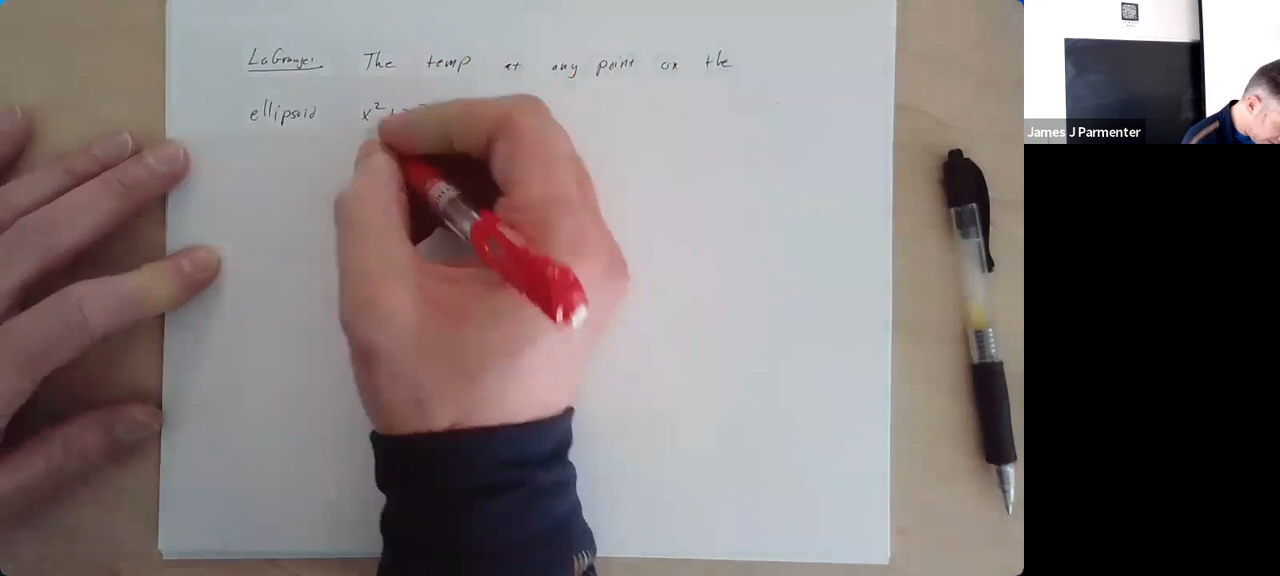 LaGrange: The temp at any point on the
ellipsoid x² +
James J Parmenter